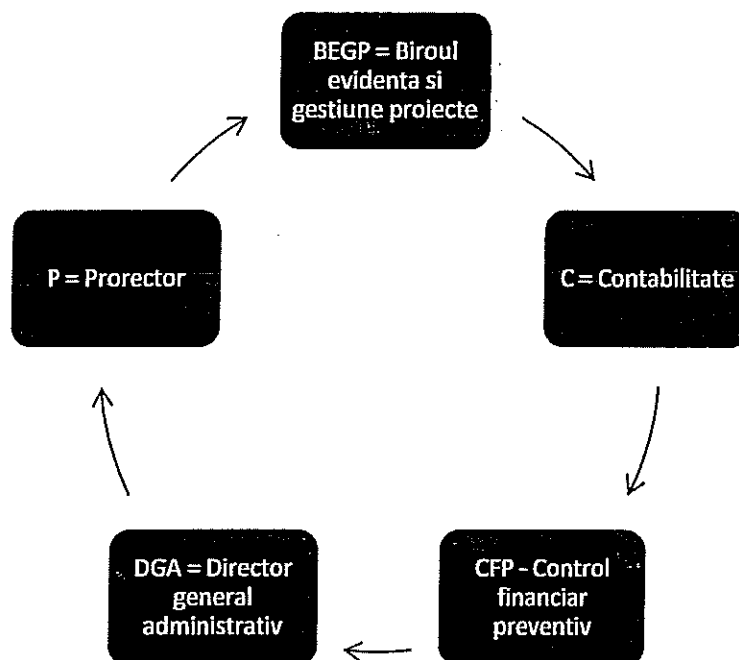 BEGP = Biroul
evidenta si
gestiune proiecte
P = Prorector
C = Contabilitate
DGA = Director
general
administrativ
CFP - Control
financiar
preventiv